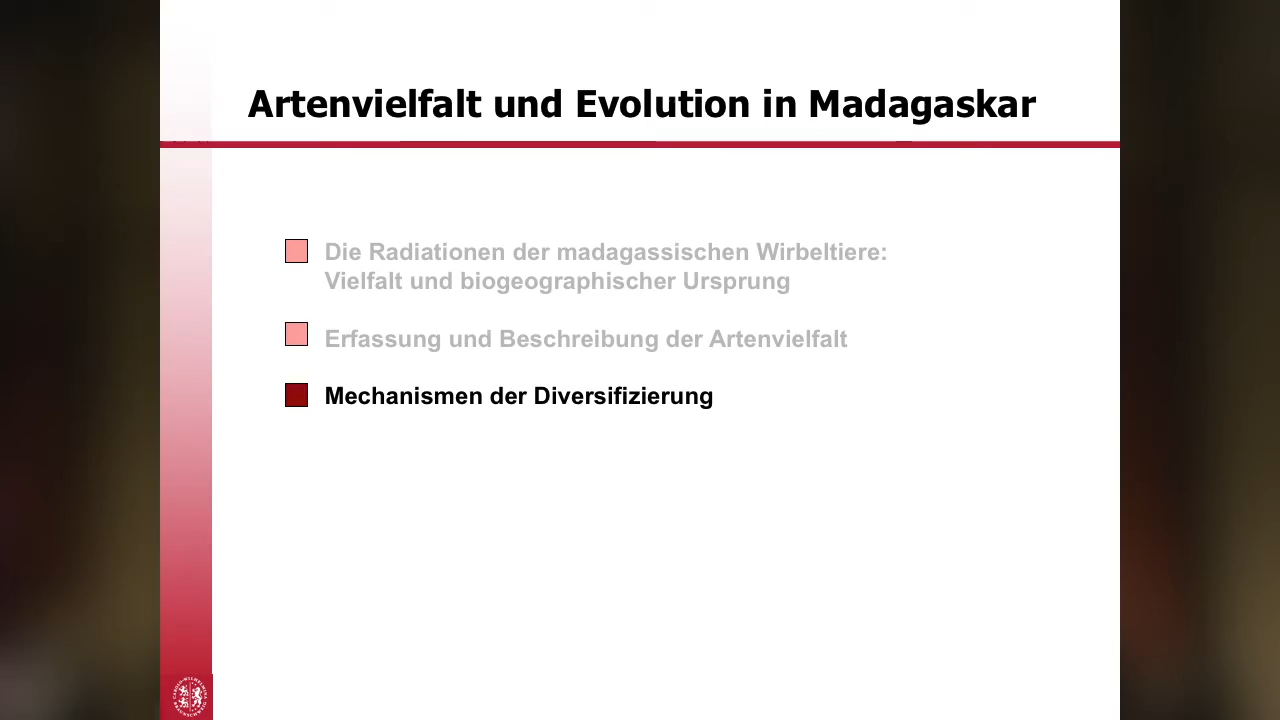 Artenvielfalt und Evolution in Madagaskar
Die Radiationen der madagassischen Wirbeltiere:
Vielfalt und biogeographischer Ursprung
Erfassung und Beschreibung der Artenvielfalt
Mechanismen der Diversifizierung